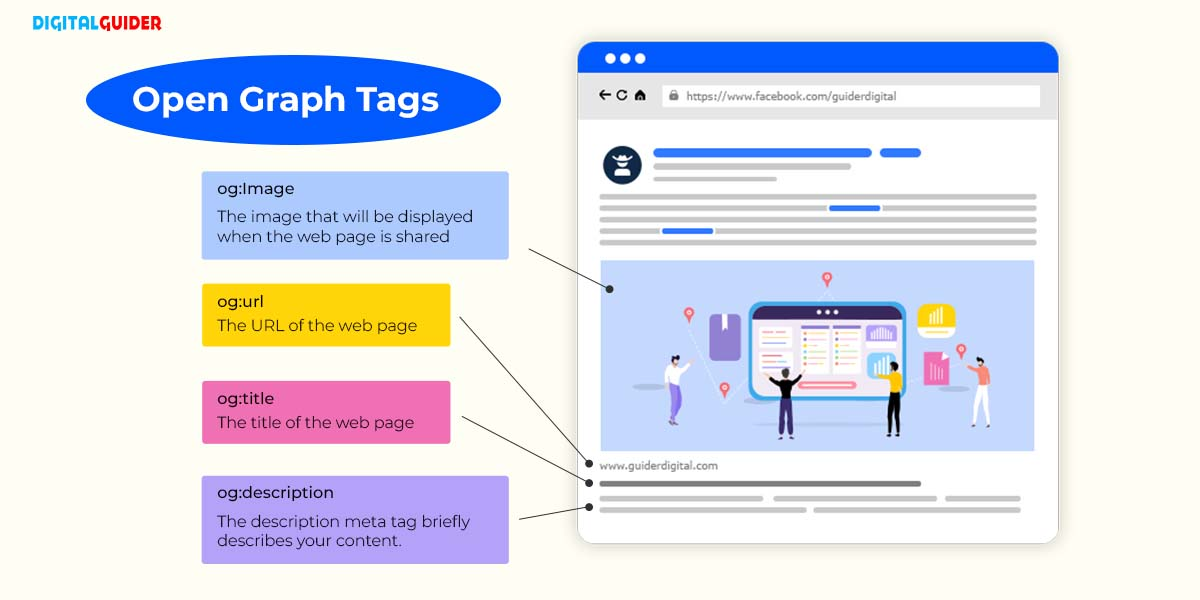 DIGITALGUIDER
Open Graph Tags
og:Image
The image that will be displayed
when the web page is shared
og:url
The URL of the web page
og:title
The title of the web page
og:description
The description meta tag briefly
describes your content.
https://www.facebook.com/guiderdigital
www.guiderdigital.com